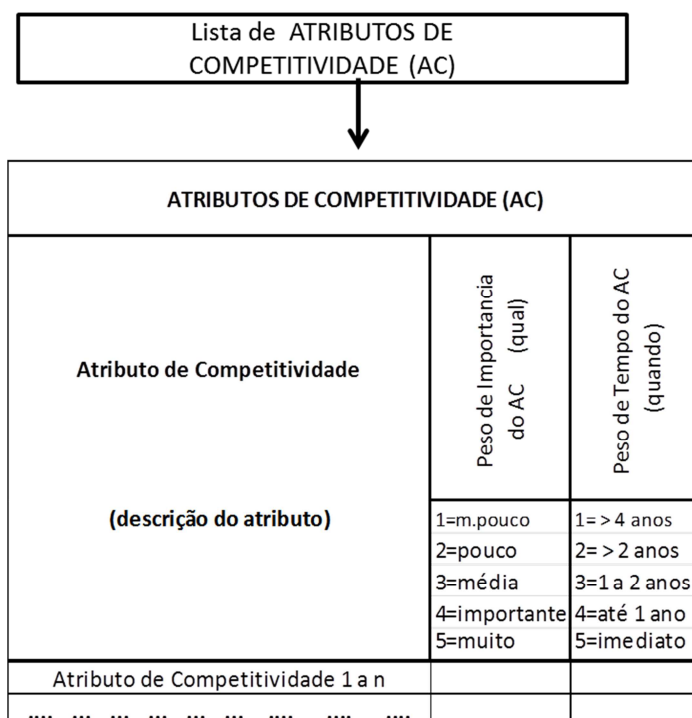 Lista de ATRIBUTOS DE
COMPETITIVIDADE (AC)
ATRIBUTOS DE COMPETITIVIDADE (AC)
Atributo de Competitividade
(descrição do atributo)
Peso de Importancia
do AC (qual)
Peso de Tempo do AC
(quando)
1=m.pouco
1= > 4 anos
2=pouco
2= > 2 anos
3=média
3=1 a 2 anos
4=importante
4=até 1 ano
5=muito
5=imediato
Atributo de Competitividade 1 a n